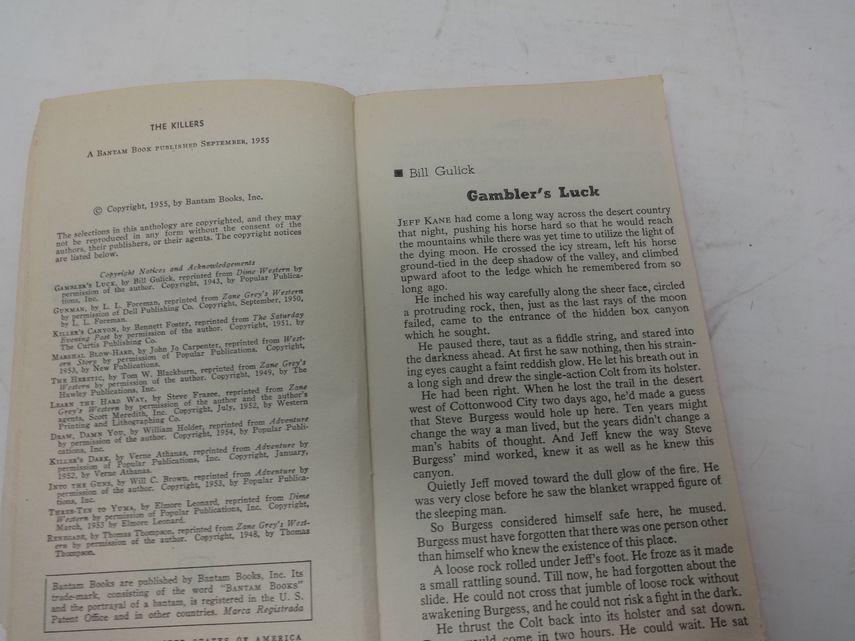 THE KILLERS
A BANTAM BOOK PUBLISHED SEPTEMBER, 1955
© Copyright, 1955, by Bantam Books, Inc.
The selections in this anthology are copyrighted, and they may
not be reproduced in any form without the consent of the
authors, their publishers, or their agents. The copyright notices
are listed below.
Copyright Notices and Acknowledgements
GAMBLER'S LUCK, by Bill Gulick, reprinted from Dime Western by
permission of the author. Copyright, 1943, by Popular Publica-
tions, Inc.
GUNMAN, by L. L. Foreman, reprinted from Zane Grey's Western
by permission of Dell Publishing Co. Copyright, September, 1950,
by L. L. Foreman.
KILLER'S CANYON, by Bennett Foster, reprinted from The Saturday
Evening Post by permission of the author. Copyright, 1951, by
The Curtis Publishing Co.
MARSHAL BLOW-HARD, by John Jo Carpenter, reprinted from West-
ern Story by permission of Popular Publications. Copyright,
1953, by New Publications.
THE HERETIC, by Tom W. Blackburn, reprinted from Zane Grey's
Western by permission of the author. Copyright, 1949, by The
Hawley Publications, Inc.
LEARN THE HARD WAY, by Steve Frazee, reprinted from Zane
Grey's Western by permission of the author and the author's
agents, Scott Meredith, Inc. Copyright, July, 1952, by Western
Printing and Lithographing Co.
DRAW, DAMN YOU, by William Holder, reprinted from Adventure
by permission of the author. Copyright, 1954, by Popular Publi-
cations, Inc.
KILLER'S DARK, by Verne Athanas, reprinted from Adventure by
permission of Popular Publications, Inc. Copyright, January,
1952, by Verne Athanas.
INTO THE GUNS, by Will C. Brown, reprinted from Adventure by
permission of the author. Copyright, 1953, by Popular Publica-
tions, Inc.
THREE-TEN TO YUMA, by Elmore Leonard, reprinted from Dime
Western by permission of Popular Publications, Inc. Copyright,
March, 1953 by Elmore Leonard.
RENEGADE, by Thomas Thompson, reprinted from Zane Grey's West-
ern by permission of the author. Copyright, 1948, by Thomas
Thompson.
Bantam Books are published by Bantam Books, Inc. Its
trade-mark, consisting of the word "BANTAM BOOKS"
and the portrayal of a bantam, is registered in the U. S.
Patent Office and in other countries. Marca Registrada
STATES OF AMERICA
■ Bill Gulick
Gambler's Luck
JEFF KANE had come a long way across the desert country
that night, pushing his horse hard so that he would reach
the mountains while there was yet time to utilize the light of
the dying moon. He crossed the icy stream, left his horse
ground-tied in the deep shadow of the valley, and climbed
upward afoot to the ledge which he remembered from so
long ago.
He inched his way carefully along the sheer face, circled
a protruding rock, then, just as the last rays of the moon
failed, came to the entrance of the hidden box canyon
which he sought.
He paused there, taut as a fiddle string, and stared into
the darkness ahead. At first he saw nothing, then his strain-
ing eyes caught a faint reddish glow. He let his breath out in
a long sigh and drew the single-action Colt from its holster.
He had been right. When he lost the trail in the desert
west of Cottonwood City two days ago, he'd made a guess
that Steve Burgess would hole up here. Ten years might
change the way a man lived, but the years didn't change a
man's habits of thought. And Jeff knew the way Steve
Burgess' mind worked, knew it as well as he knew this
canyon.
Quietly Jeff moved toward the dull glow of the fire. He
was very close before he saw the blanket wrapped figure of
the sleeping man.
So Burgess considered himself safe here, he mused.
Burgess must have forgotten that there was one person other
than himself who knew the existence of this place.
A loose rock rolled under Jeff's foot. He froze as it made
a small rattling sound. Till now, he had forgotten about the
slide. He could not cross that jumble of loose rock without
awakening Burgess, and he could not risk a fight in the dark.
He thrust the Colt back into its holster and sat down.
would come in two hours. He could wait. He sat